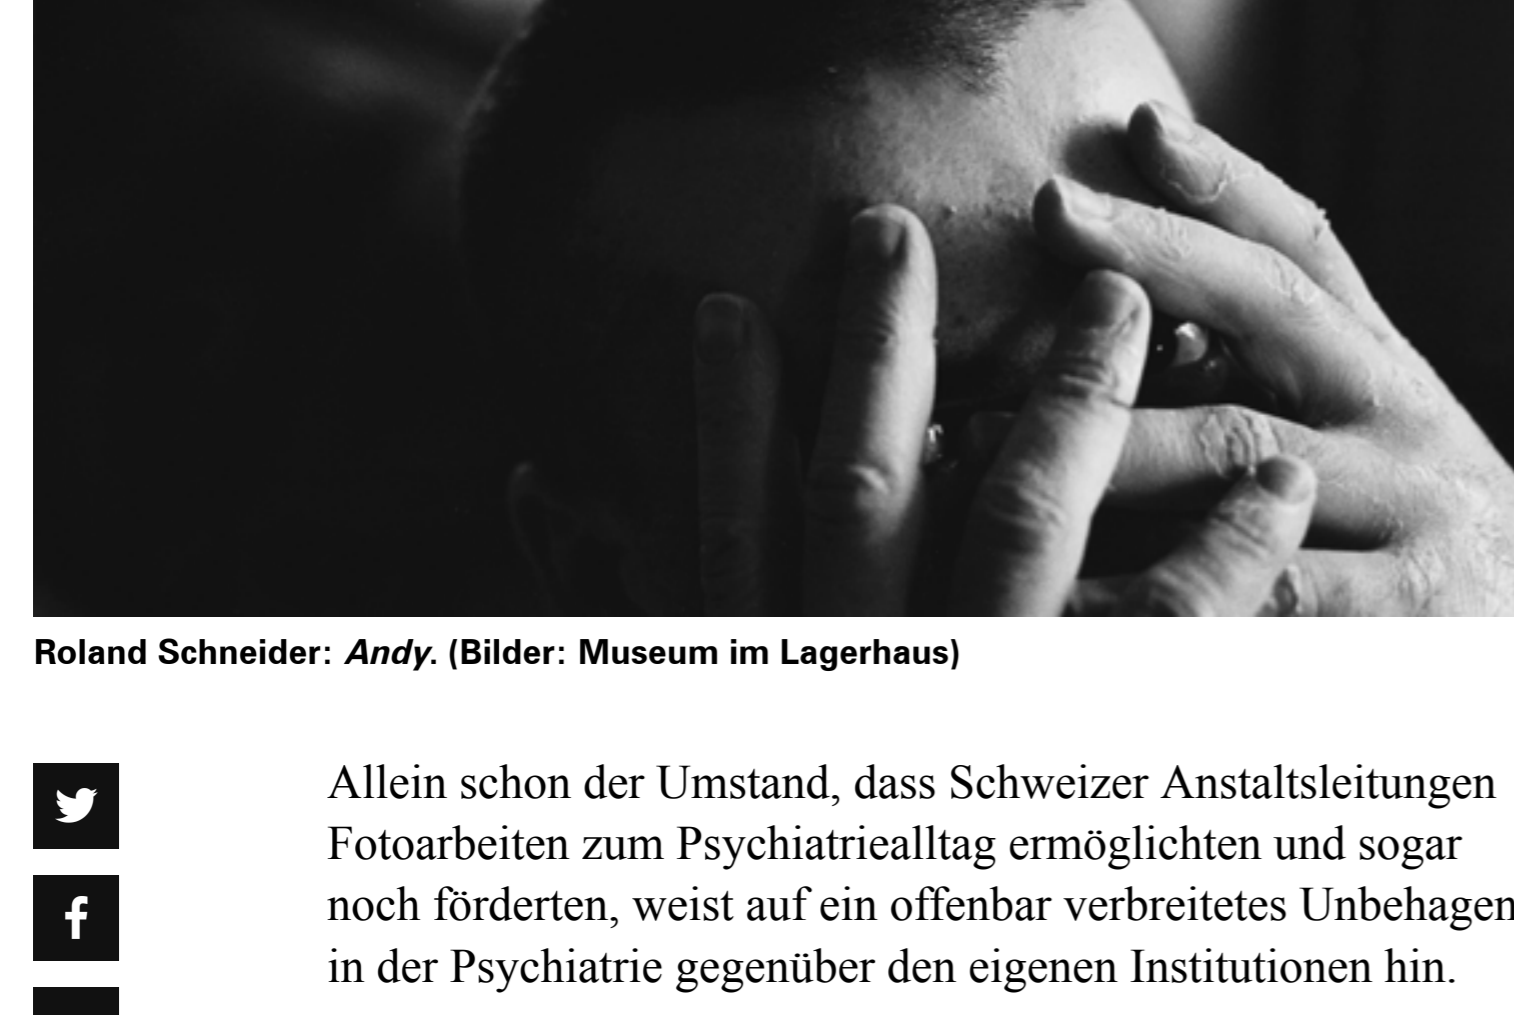 Roland Schneider: Andy. (Bilder: Museum im Lagerhaus)
Allein schon der Umstand, dass Schweizer Anstaltsleitungen
Fotoarbeiten zum Psychiatriealltag ermöglichten und sogar
noch förderten, weist auf ein offenbar verbreitetes Unbehagen
in der Psychiatrie gegenüber den eigenen Institutionen hin.